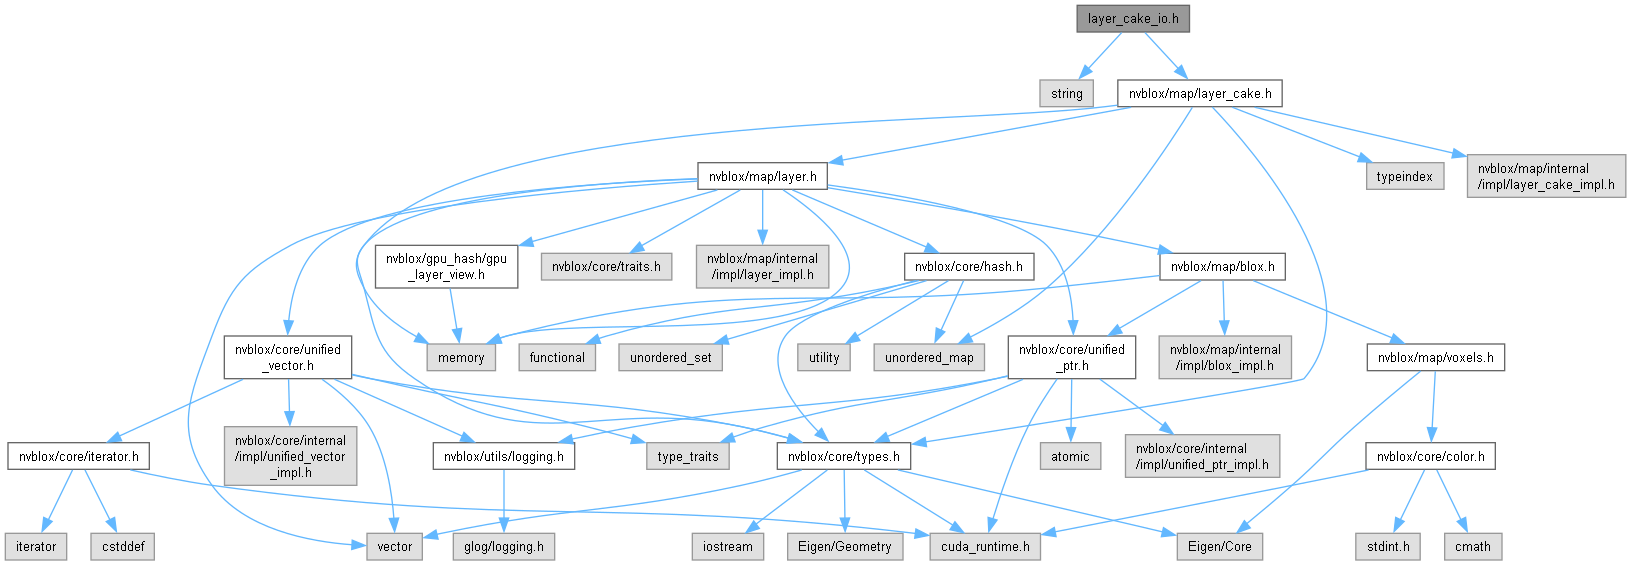 layer_cake_io.h
string
nvblox/map/layer_cake.h
nvblox/map/layer.h
typeindex
nvblox/map/internal
/impl/layer_cake_impl.h
nvblox/gpu_hash/gpu
_layer_view.h
nvblox/core/traits.h
nvblox/map/internal
/impl/layer_impl.h
nvblox/core/hash.h
nvblox/map/blox.h
nvblox/core/unified
_vector.h
memory
functional
unordered_set
utility
unordered_map
nvblox/core/unified
_ptr.h
nvblox/map/internal
/impl/blox_impl.h
nvblox/map/voxels.h
nvblox/core/iterator.h
nvblox/core/internal
/impl/unified_vector
_impl.h
nvblox/utils/logging.h
type_traits
nvblox/core/types.h
atomic
nvblox/core/internal
/impl/unified_ptr_impl.h
nvblox/core/color.h
iterator
cstddef
vector
glog/logging.h
iostream
Eigen/Geometry
cuda_runtime.h
Eigen/Core
stdint.h
cmath